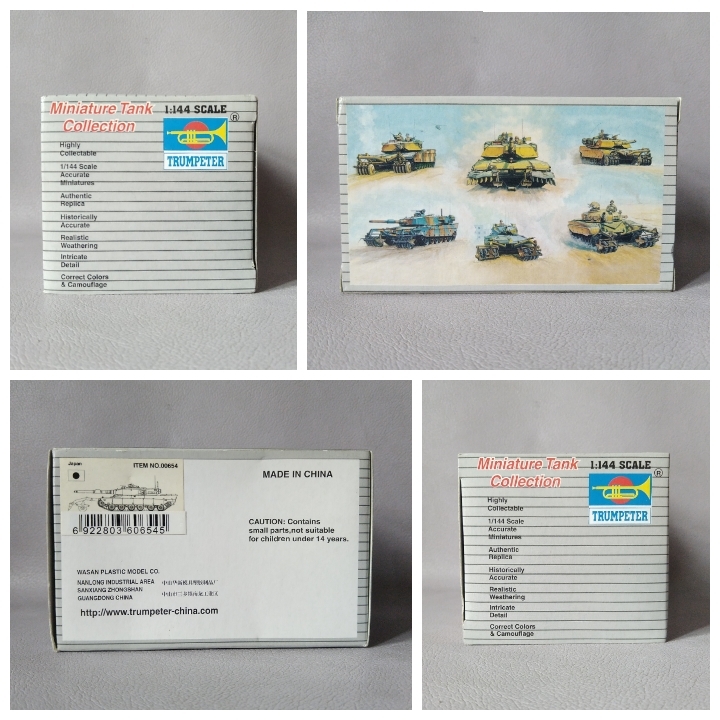 Miniature Tank
Collection
1:144 SCALE
®
TRUMPETER
Highly
Collectable
1/144 Scale
Accurate
Miniatures
Authentic
Replica
Historically
Accurate
Realistic
Weathering
Intricate
Detail
Correct Colors
& Camouflage
Japan
ITEM NO.00654
6 922803 606545
MADE IN CHINA
CAUTION: Contains
small parts,not suitable
for children under 14 years.
WASAN PLASTIC MODEL CO.
NANLONG INDUSTRIAL AREA
SANXIANG ZHONGSHAN
GUANGDONG CHINA
http://www.trumpeter-china.com
Miniature Tank
Collection
1:144 SCALE
®
TRUMPETER
Highly
Collectable
1/144 Scale
Accurate
Miniatures
Authentic
Replica
Historically
Accurate
Realistic
Weathering
Intricate
Detail
Correct Colors
& Camouflage